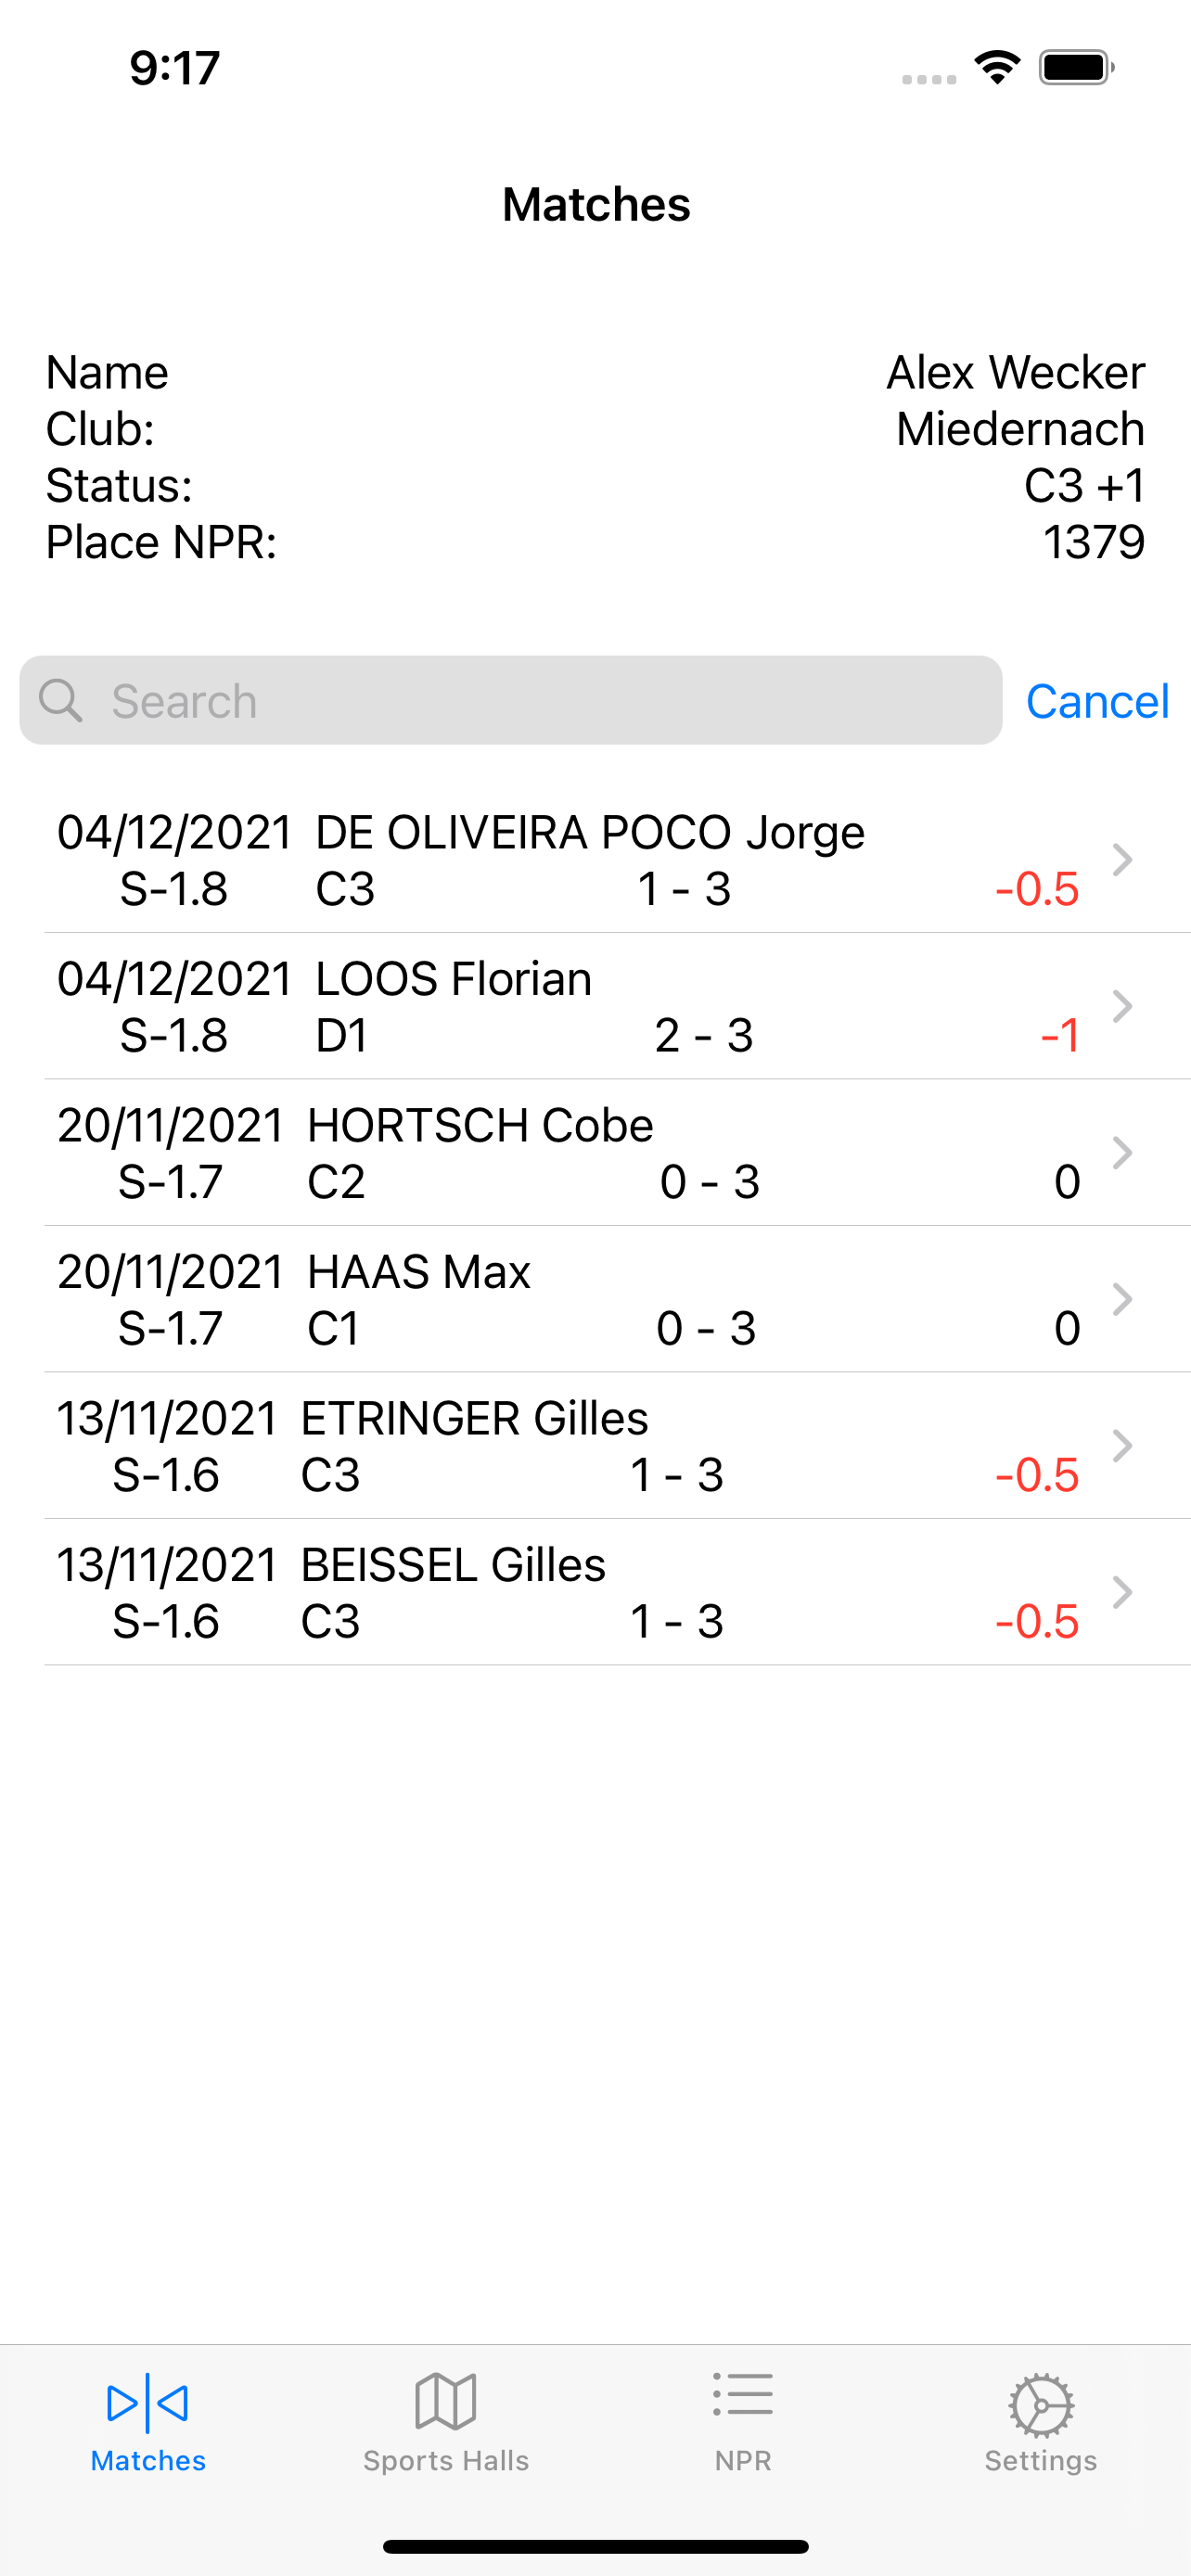 9:17
Matches
Name Alex Wecker
Club: Miedernach
Status: C3 +1
Place NPR: 1379
Search Cancel
04/12/2021 DE OLIVEIRA POCO Jorge
S-1.8 C3 1 - 3 -0.5
04/12/2021 LOOS Florian
S-1.8 D1 2 - 3 -1
20/11/2021 HORTSCH Cobe
S-1.7 C2 0 - 3 0
20/11/2021 HAAS Max
S-1.7 C1 0 - 3 0
13/11/2021 ETRINGER Gilles
S-1.6 C3 1 - 3 -0.5
13/11/2021 BEISSEL Gilles
S-1.6 C3 1 - 3 -0.5
Matches Sports Halls NPR Settings